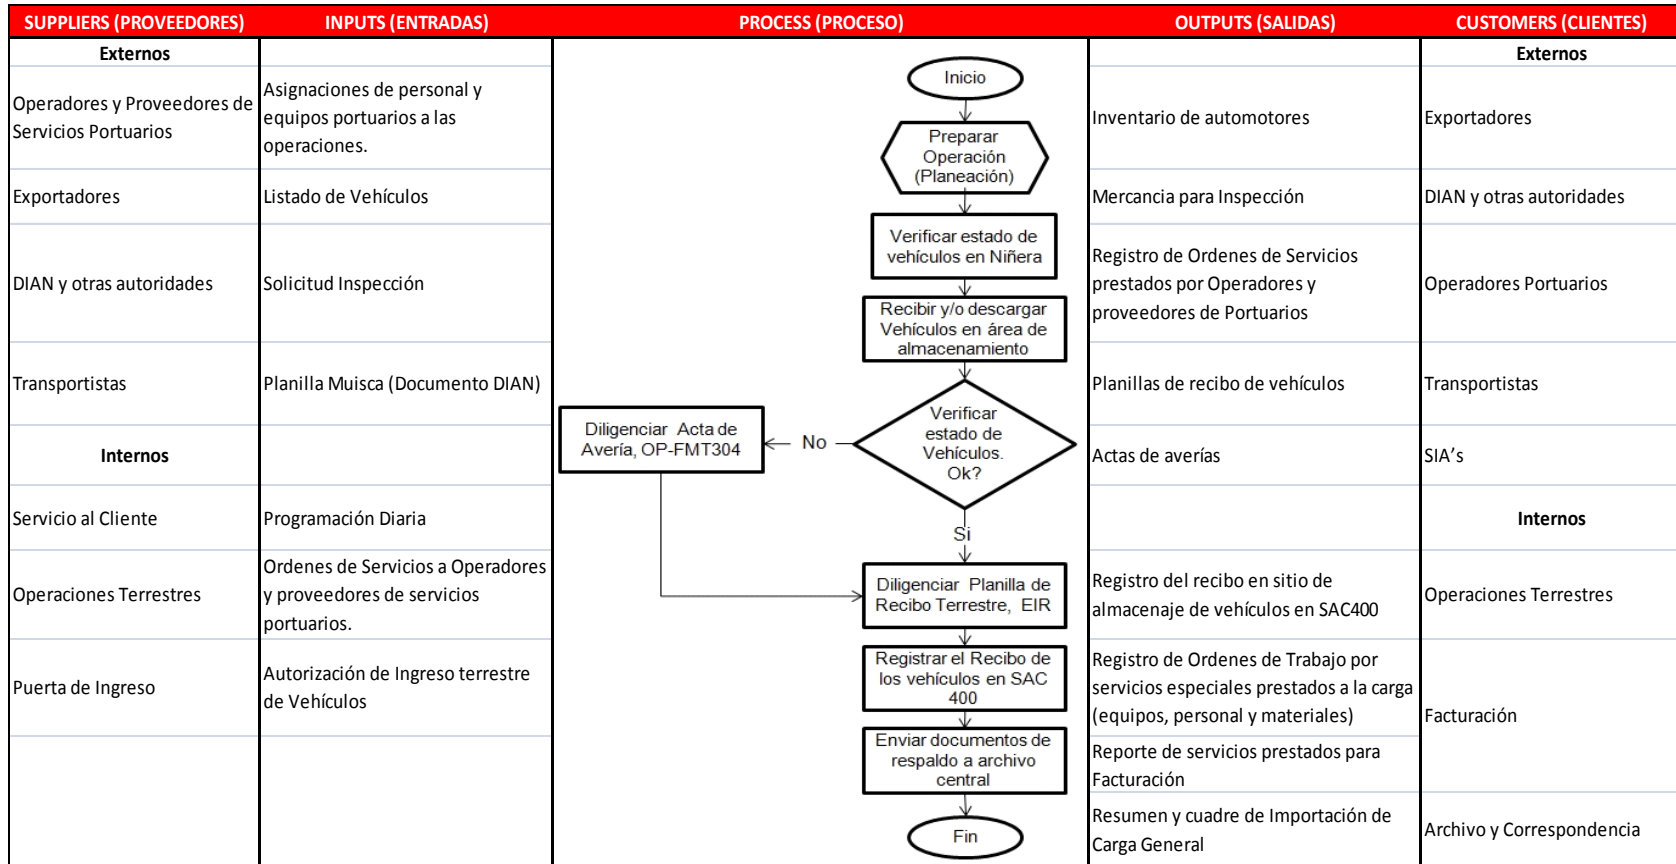 SUPPLIERS (PROVEEDORES)
INPUTS (ENTRADAS)
PROCESS (PROCESO)
OUTPUTS (SALIDAS)
CUSTOMERS (CLIENTES)
Externos
Operadores y Proveedores de
Servicios Portuarios
Exportadores
DIAN y otras autoridades
Transportistas
Internos
Servicio al Cliente
Operaciones Terrestres
Puerta de Ingreso
Asignaciones de personal y
equipos portuarios a las
operaciones.
Listado de Vehículos
Solicitud Inspección
Planilla Muisca (Documento DIAN)
Programación Diaria
Ordenes de Servicios a Operadores
y proveedores de servicios
portuarios.
Autorización de Ingreso terrestre
de Vehículos
Inicio
Preparar
Operación
(Planeación)
Verificar estado de
vehículos en Niñera
Recibir y/o descargar
Vehículos en área de
almacenamiento
Verificar
estado de
Vehículos.
Ok?
No
Diligenciar Acta de
Avería, OP-FMT304
Si
Diligenciar Planilla de
Recibo Terrestre, EIR
Registrar el Recibo de
los vehículos en SAC
400
Enviar documentos de
respaldo a archivo
central
Fin
Inventario de automotores
Mercancia para Inspección
Registro de Ordenes de Servicios
prestados por Operadores y
proveedores de Portuarios
Planillas de recibo de vehículos
Actas de averías
Registro del recibo en sitio de
almacenaje de vehículos en SAC400
Registro de Ordenes de Trabajo por
servicios especiales prestados a la carga
(equipos, personal y materiales)
Reporte de servicios prestados para
Facturación
Resumen y cuadre de Importación de
Carga General
Externos
Exportadores
DIAN y otras autoridades
Operadores Portuarios
Transportistas
SIA's
Internos
Operaciones Terrestres
Facturación
Archivo y Correspondencia